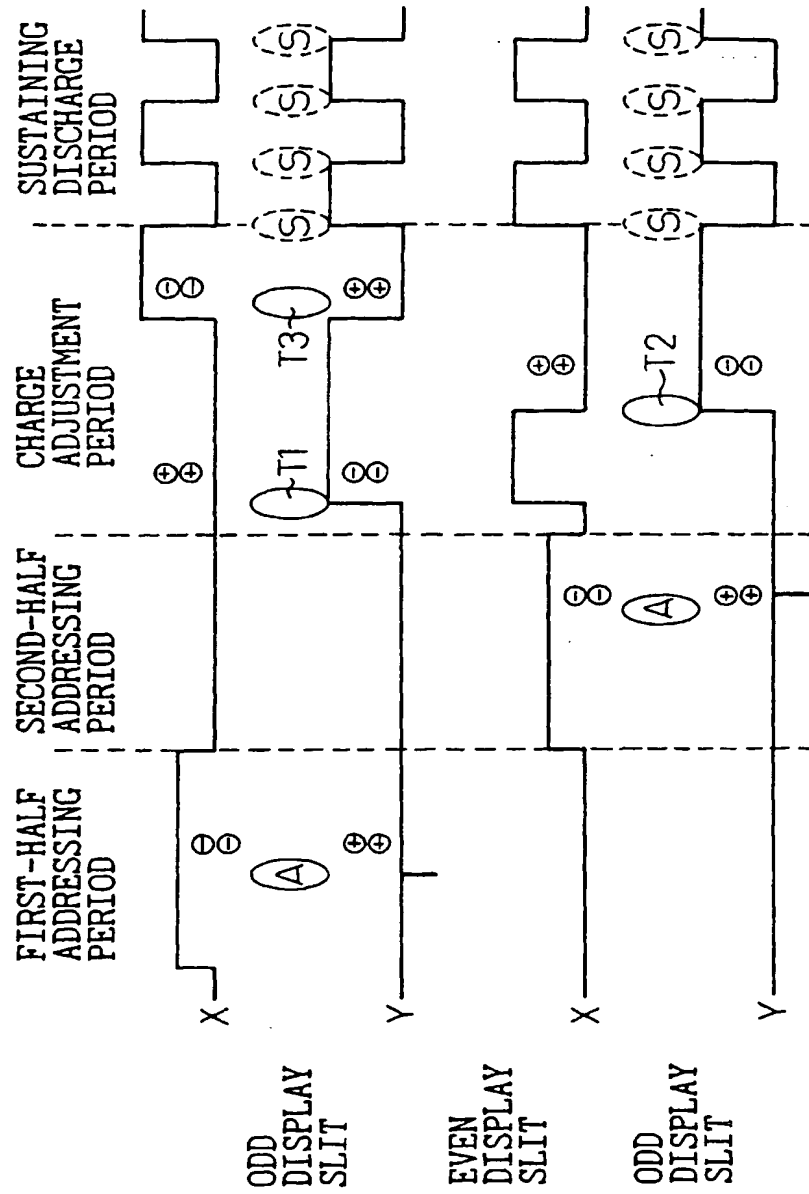 FIRST-HALF
ADDRESSING
PERIOD
SECOND-HALF
ADDRESSING
PERIOD
CHARGE
ADJUSTMENT
PERIOD
SUSTAINING
DISCHARGE
PERIOD
ODD
DISPLAY
SLIT
X
⊖⊖ ⊕⊕ ⊖⊖
A T1 T3 S S S S
⊕⊕ ⊖⊖ ⊕⊕
Y
EVEN
DISPLAY
SLIT
X
⊖⊖ ⊕⊕
ODD
DISPLAY
SLIT
A T2 S S S S
⊕⊕ ⊖⊖
Y